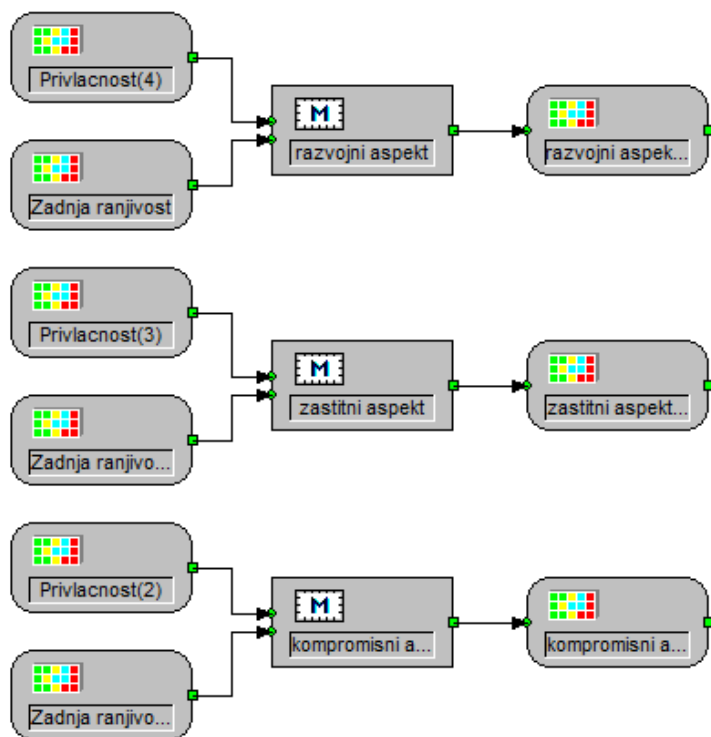 Privlacnost(4)
M
razvojni aspekt
razvojni aspek...
Zadnja ranjivost
Privlacnost(3)
M
zastitni aspekt
zastitni aspekt...
Zadnja ranjivo...
Privlacnost(2)
M
kompromisni a...
kompromisni a...
Zadnja ranjivo...